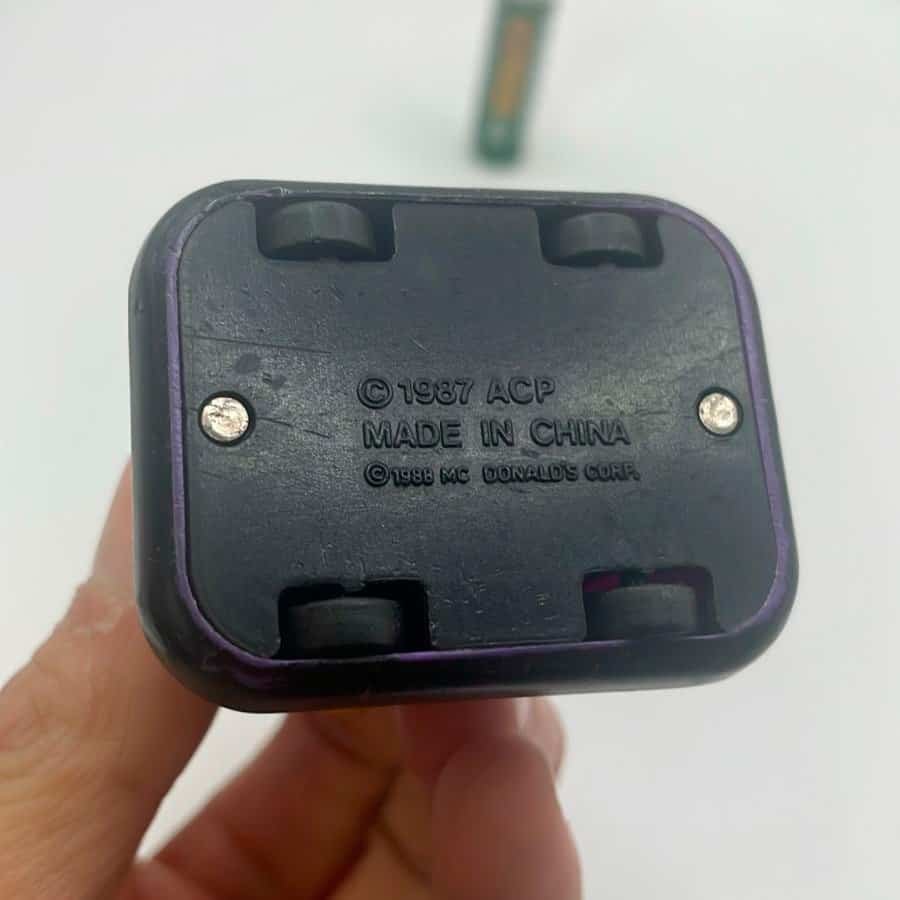 © 1987 ACP
MADE IN CHINA
© 1988 MC DONALD'S CORP.